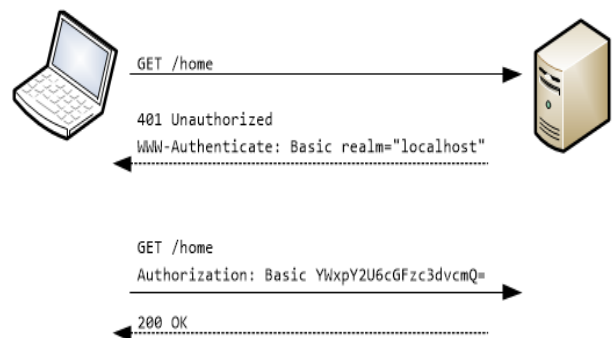 GET /home
401 Unauthorized
WWW-Authenticate: Basic realm="localhost"
GET /home
Authorization: Basic YWxpY2U6cGFzc3dvcmQ=
200 OK